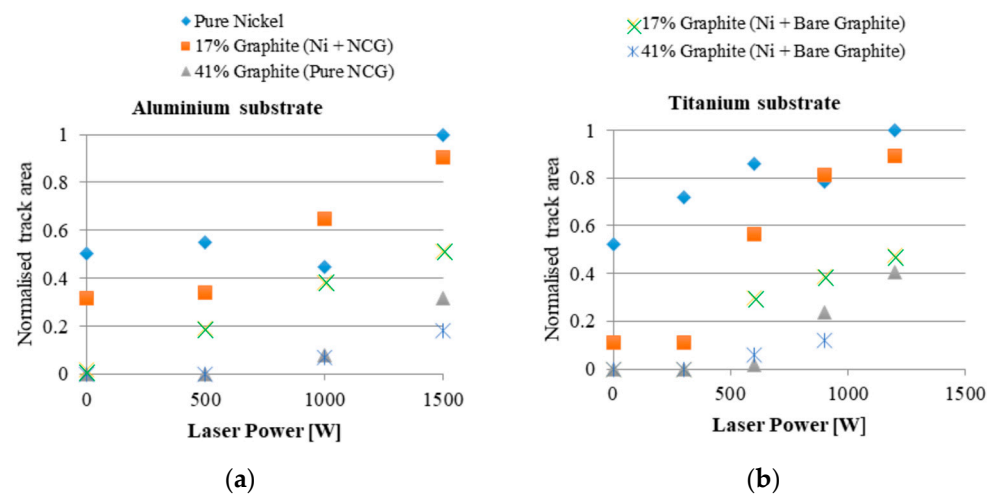 Pure Nickel
17% Graphite (Ni + NCG)
41% Graphite (Pure NCG)
17% Graphite (Ni + Bare Graphite)
41% Graphite (Ni + Bare Graphite)
Aluminium substrate
Normalised track area
1
0.8
0.6
0.4
0.2
0
0 500 1000 1500
Laser Power [W]
(a)
Titanium substrate
Normalised track area
1
0.8
0.6
0.4
0.2
0
0 500 1000 1500
Laser Power [W]
(b)